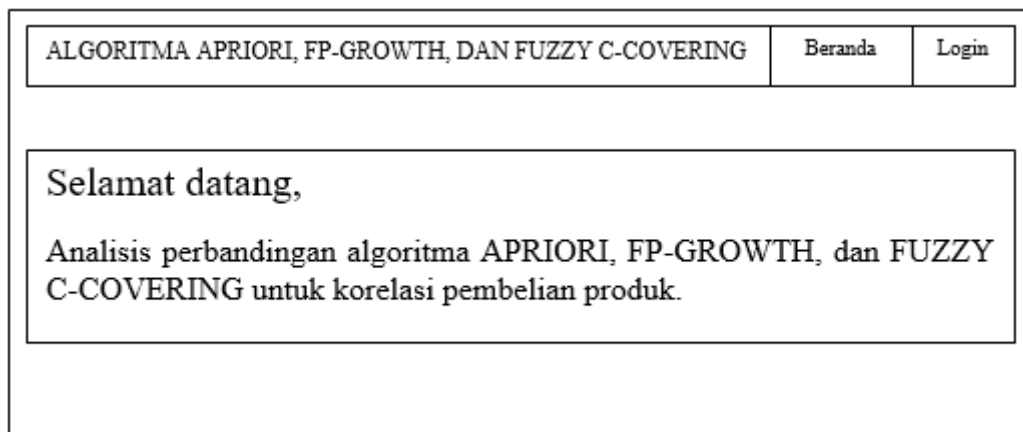 ALGORITMA APRIORI, FP-GROWTH, DAN FUZZY C-COVERING Beranda Login
Selamat datang,
Analisis perbandingan algoritma APRIORI, FP-GROWTH, dan FUZZY
C-COVERING untuk korelasi pembelian produk.